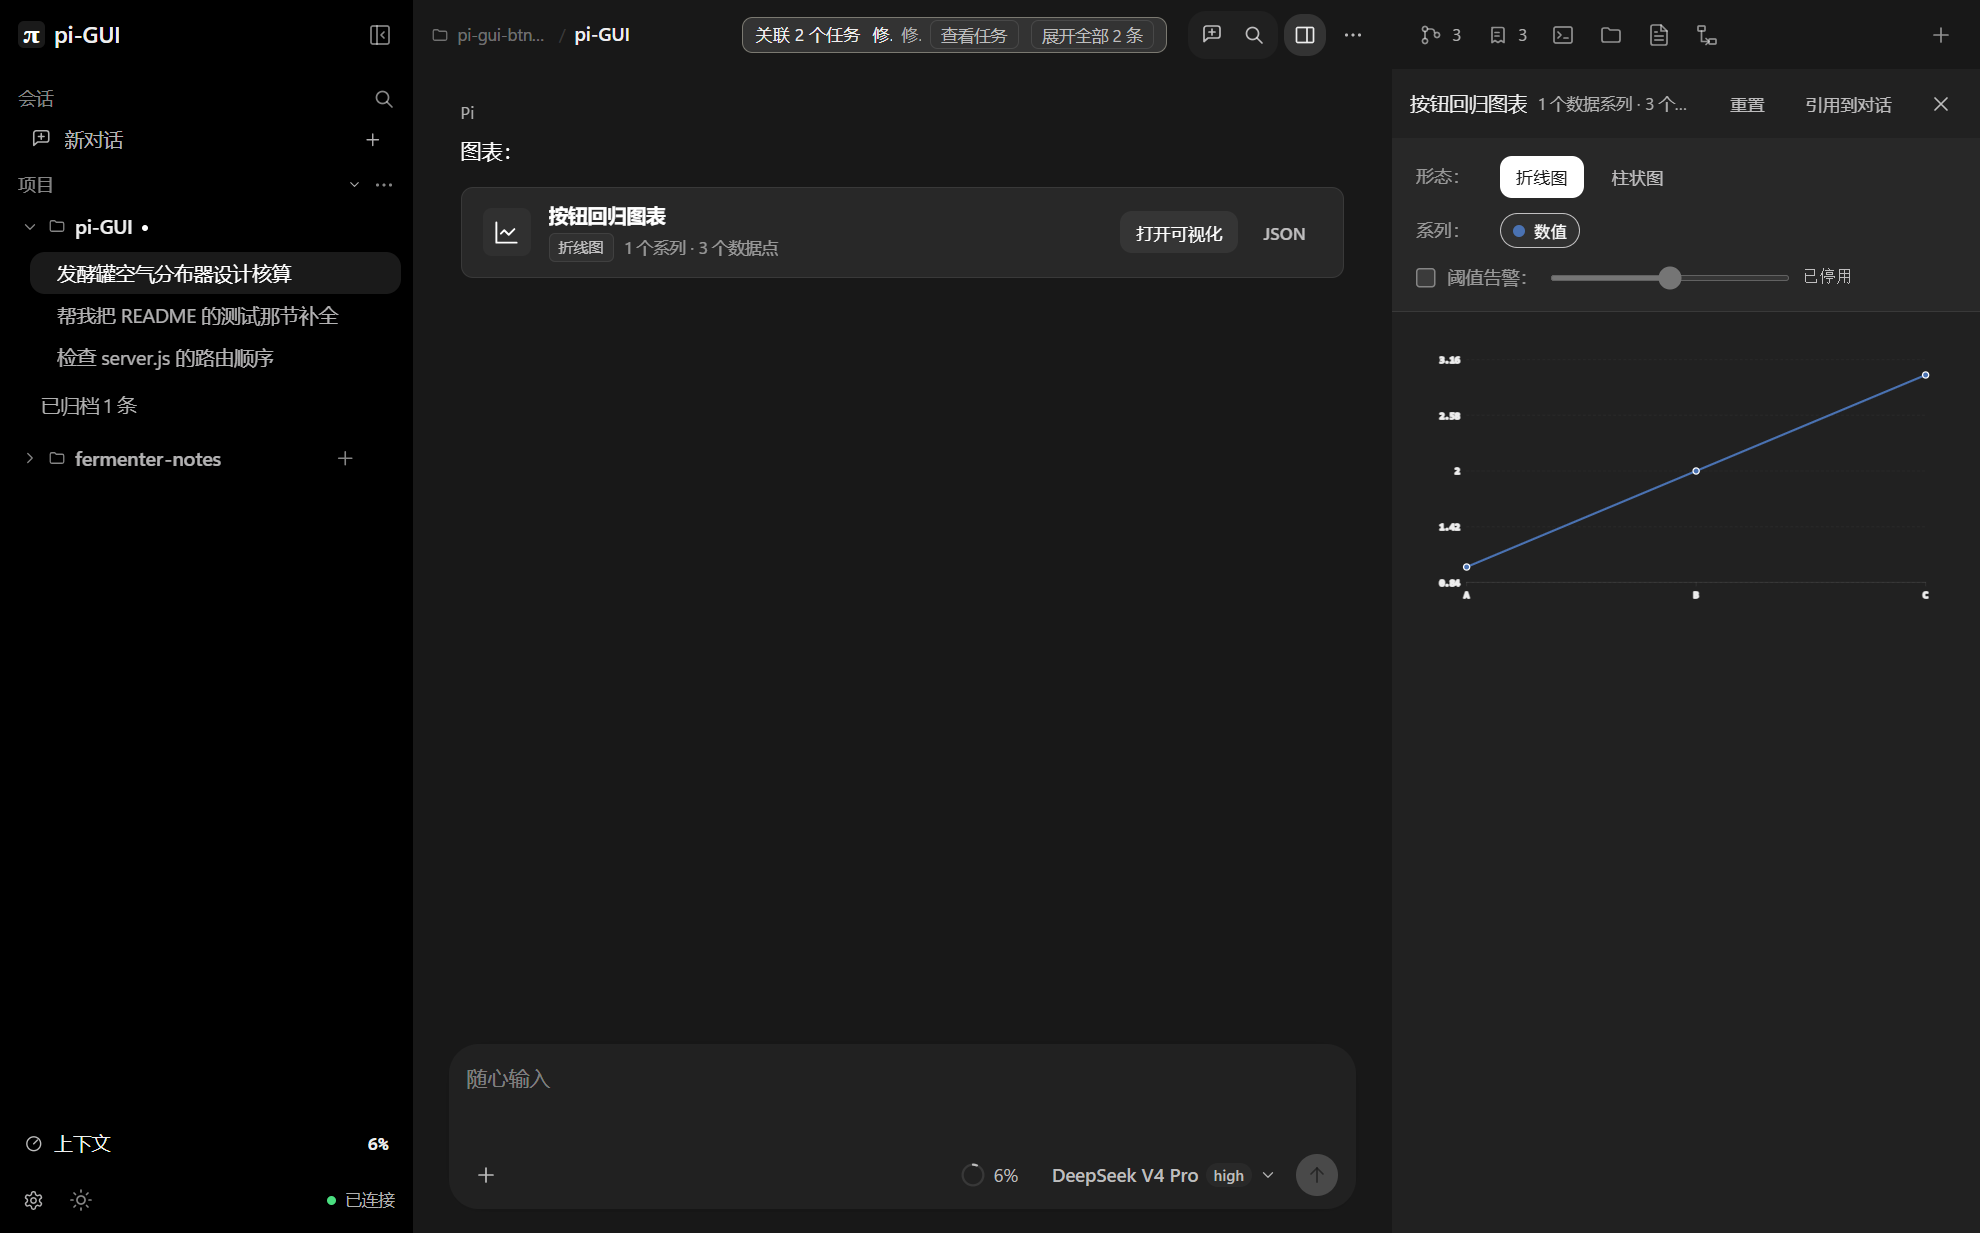 π pi-GUI
会话
新对话
项目
pi-GUI
发酵罐空气分布器设计核算
帮我把 README 的测试那节补全
检查 server.js 的路由顺序
已归档 1 条
fermenter-notes
上下文 6%
已连接
pi-gui-btn... / pi-GUI
关联 2 个任务 修. 修. 查看任务 展开全部 2 条
Pi
图表：
按钮回归图表
折线图 1 个系列 · 3 个数据点
打开可视化 JSON
随心输入
6% DeepSeek V4 Pro high
3 3
按钮回归图表 1 个数据系列 · 3 个... 重置 引用到对话
形态： 折线图 柱状图
系列： 数值
阈值告警： 已停用
3.16
2.58
2
1.42
0.84
A B C